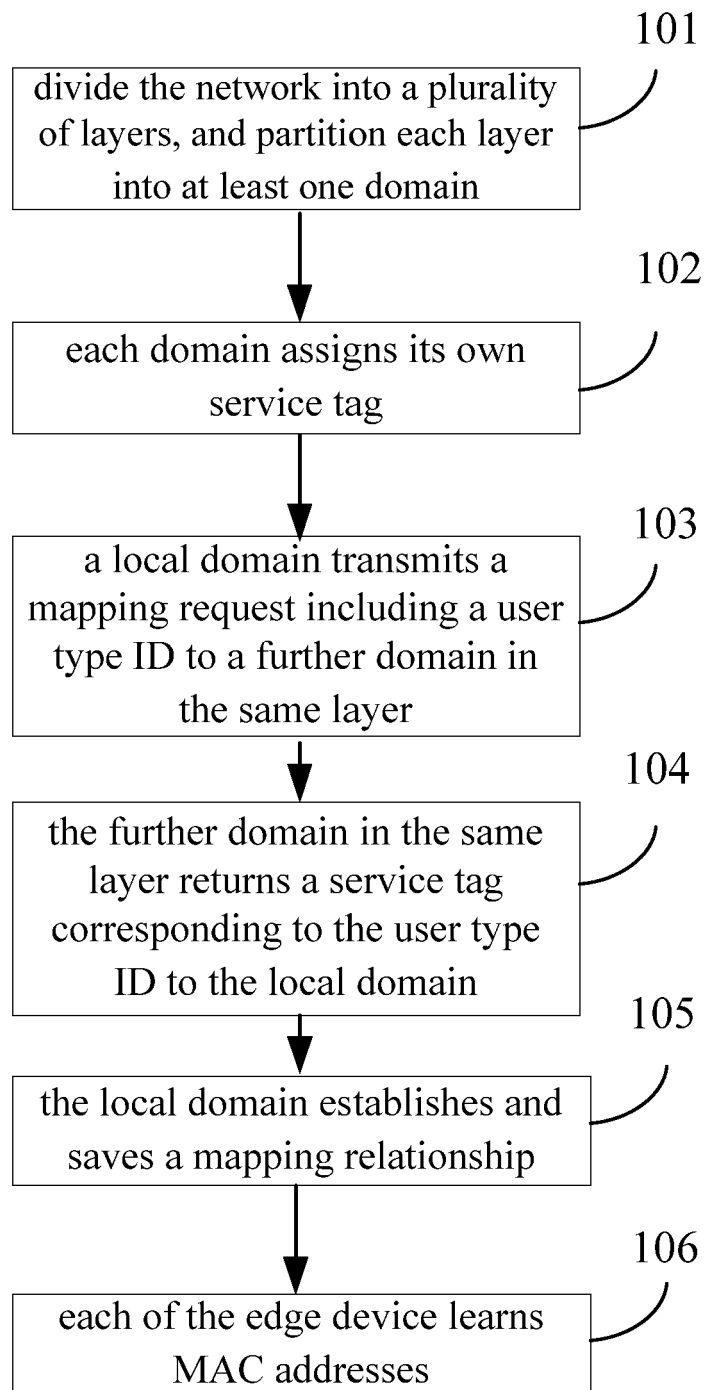 101
divide the network into a plurality
of layers, and partition each layer
into at least one domain
102
each domain assigns its own
service tag
103
a local domain transmits a
mapping request including a user
type ID to a further domain in
the same layer
104
the further domain in the same
layer returns a service tag
corresponding to the user type
ID to the local domain
105
the local domain establishes and
saves a mapping relationship
106
each of the edge device learns
MAC addresses